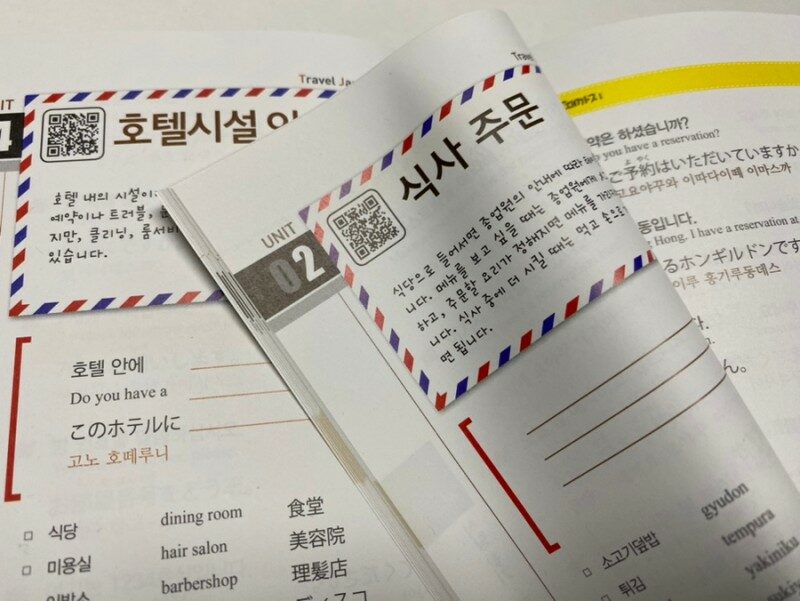 Travel Ja
호텔시설
호텔 내의 시설이
예약이나 트러블,
지만, 클리닝, 룸서비
있습니다.
호텔 안에
Do you have a
このホテルに
고노 호떼루니
식당 dining room 食堂
미용실 hair salon 美容院
barbershop 理髪店
ディスコ
UNIT
02
식사 주문
식당으로 들어서면 종업원의 안내에 따라
니다. 메뉴를 보고 싶을 때는 종업원에게
하고, 주문할 요리가 정해지면 메뉴를
니다. 식사 중에 더 시킬 때는 먹고 손으로
면 됩니다.
소고기덮밥 gyudon
튀김 tempura
yakiniku
약은 하셨습니까?
you have a reservation?
ご予約はいただいていますか
고요야꾸와 이따다이떼 이마스까
동입니다.
Hong, I have a reservation at
るホンギルドンです
이루 홍기루동데스
ん。